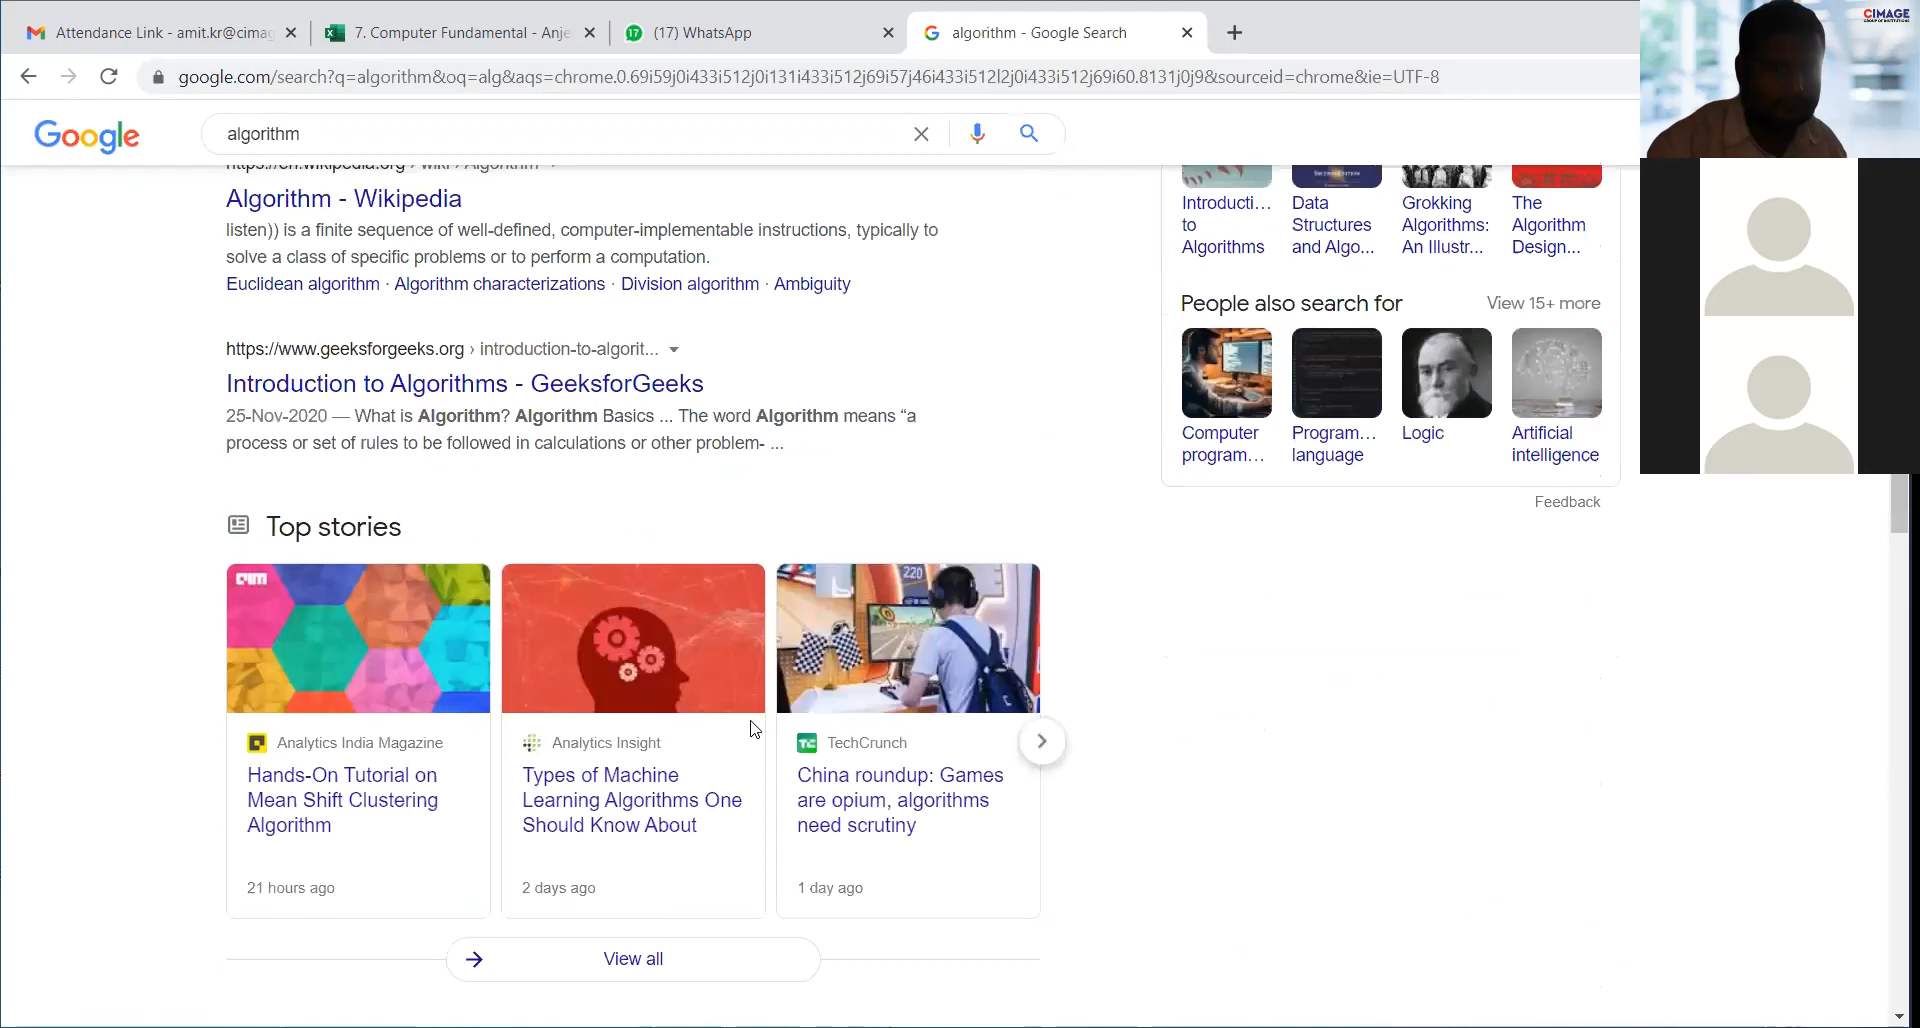 Attendance Link - amit.kr@cimag
7. Computer Fundamental - Anje
(17) WhatsApp
algorithm - Google Search
google.com/search?q=algorithm&oq=alg&aqs=chrome.0.69i59j0i433i512j0i131i433i512j69i57j46i433i512l2j0i433i512j69i60.8131j0j9&sourceid=chrome&ie=UTF-8
CIMAGE
Google
algorithm
https://en.wikipedia.org › wiki › Algorithm
Algorithm - Wikipedia
listen)) is a finite sequence of well-defined, computer-implementable instructions, typically to
solve a class of specific problems or to perform a computation.
Euclidean algorithm · Algorithm characterizations · Division algorithm · Ambiguity
https://www.geeksforgeeks.org › introduction-to-algorit...
Introduction to Algorithms - GeeksforGeeks
25-Nov-2020 — What is Algorithm? Algorithm Basics ... The word Algorithm means “a
process or set of rules to be followed in calculations or other problem- ...
Top stories
Analytics India Magazine
Hands-On Tutorial on
Mean Shift Clustering
Algorithm
21 hours ago
Analytics Insight
Types of Machine
Learning Algorithms One
Should Know About
2 days ago
220
TechCrunch
China roundup: Games
are opium, algorithms
need scrutiny
1 day ago
View all
Introducti...
to
Algorithms
Data
Structures
and Algo...
Grokking
Algorithms:
An Illustr...
The
Algorithm
Design...
People also search for
View 15+ more
Computer
program...
Program...
language
Logic
Artificial
intelligence
Feedback